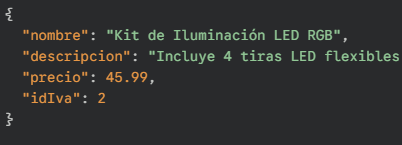 {
"nombre": "Kit de Iluminación LED RGB",
"descripcion": "Incluye 4 tiras LED flexibles
"precio": 45.99,
"idIva": 2
}